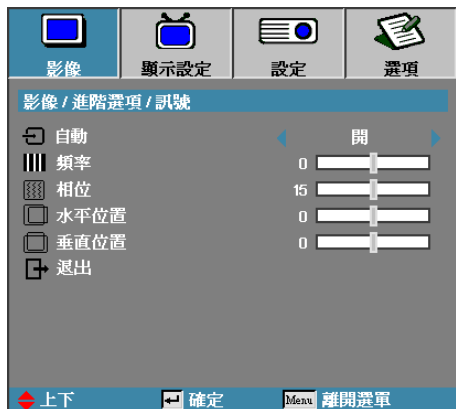 影像 顯示設定 設定 選項
影像 / 進階選項 / 訊號
自動 開
頻率 0
相位 15
水平位置 0
垂直位置 0
退出
上下 確定 Menu 離開選單